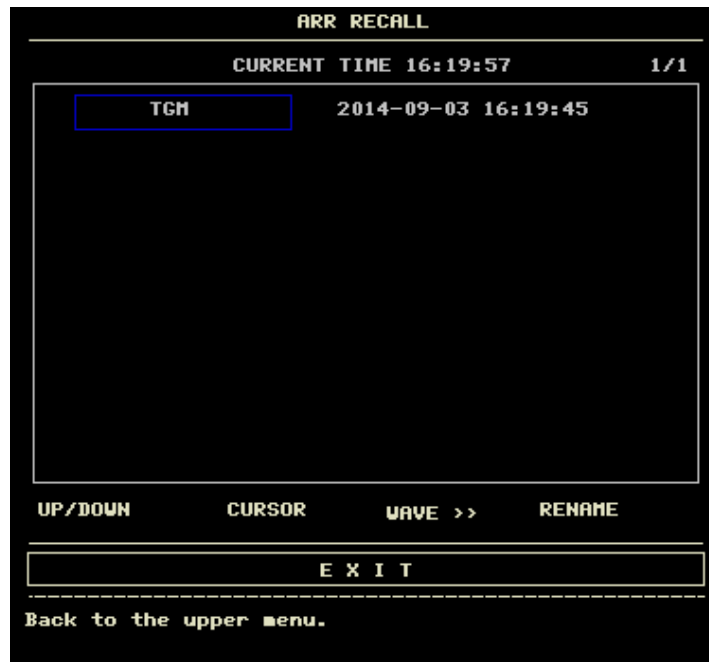 ARR RECALL
CURRENT TIME 16:19:57 1/1
TGM 2014-09-03 16:19:45
UP/DOWN CURSOR WAVE >> RENAME
E X I T
Back to the upper menu.